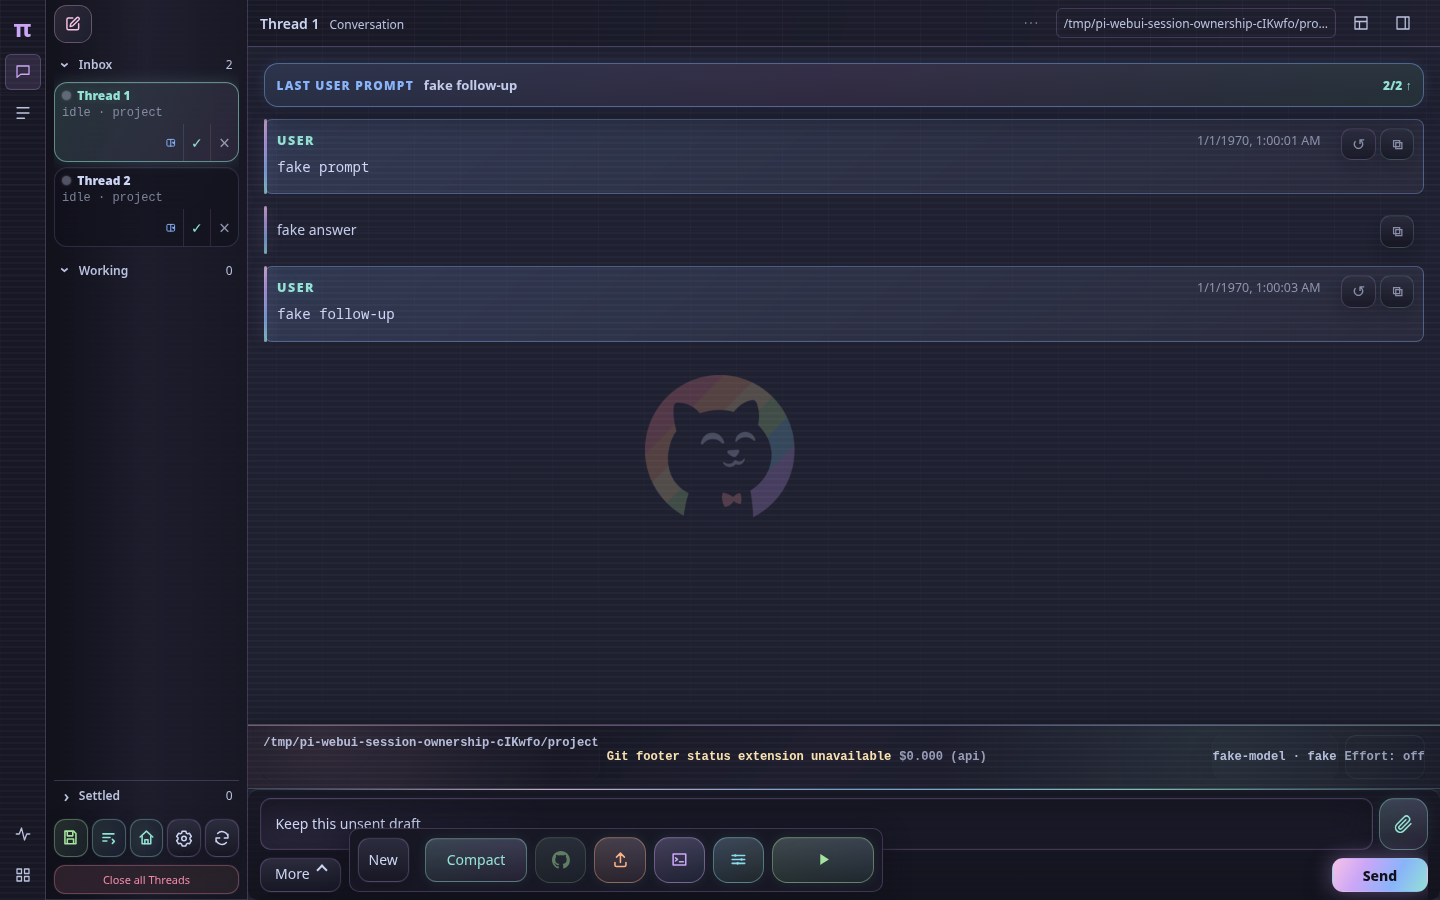 π
Inbox 2
Thread 1
idle · project
✓ ×
Thread 2
idle · project
✓ ×
Working 0
Settled 0
Close all Threads
Thread 1 Conversation
··· /tmp/pi-webui-session-ownership-cIKwfo/pro...
LAST USER PROMPT fake follow-up 2/2 ↑
USER 1/1/1970, 1:00:01 AM
fake prompt
fake answer
USER 1/1/1970, 1:00:03 AM
fake follow-up
/tmp/pi-webui-session-ownership-cIKwfo/project
Git footer status extension unavailable $0.000 (api)
fake-model · fake Effort: off
Keep this unsent draft
More New Compact Send